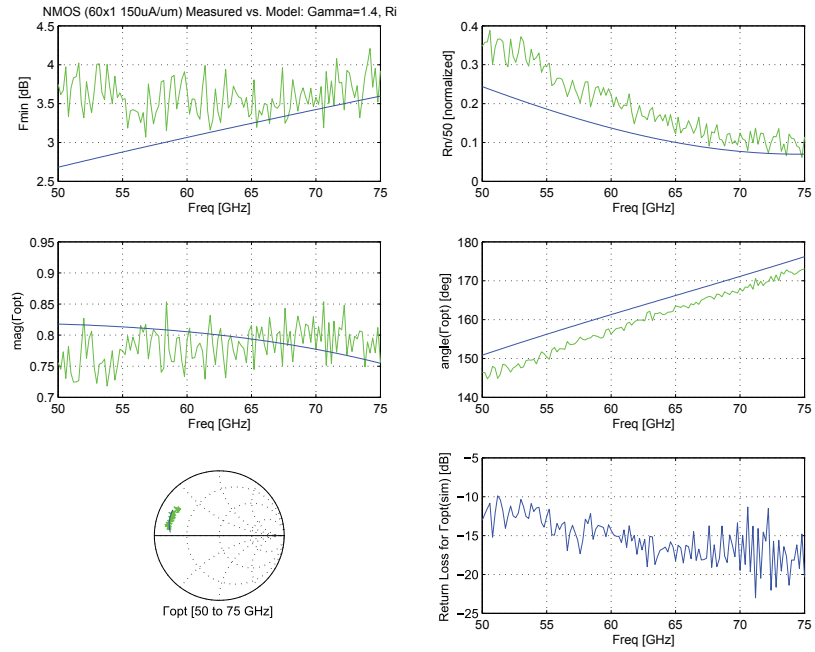 NMOS (60x1 150uA/um) Measured vs. Model: Gamma=1.4, Ri
4.5
4
3.5
3
2.5
Fmin [dB]
50 55 60 65 70 75
Freq [GHz]
0.4
0.3
0.2
0.1
0
Rn/50 [normalized]
50 55 60 65 70 75
Freq [GHz]
0.95
0.9
0.85
0.8
0.75
0.7
mag(Γopt)
50 55 60 65 70 75
Freq [GHz]
180
170
160
150
140
angle(Γopt) [deg]
50 55 60 65 70 75
Freq [GHz]
Γopt [50 to 75 GHz]
−5
−10
−15
−20
−25
Return Loss for Γopt(sim) [dB]
50 55 60 65 70 75
Freq [GHz]